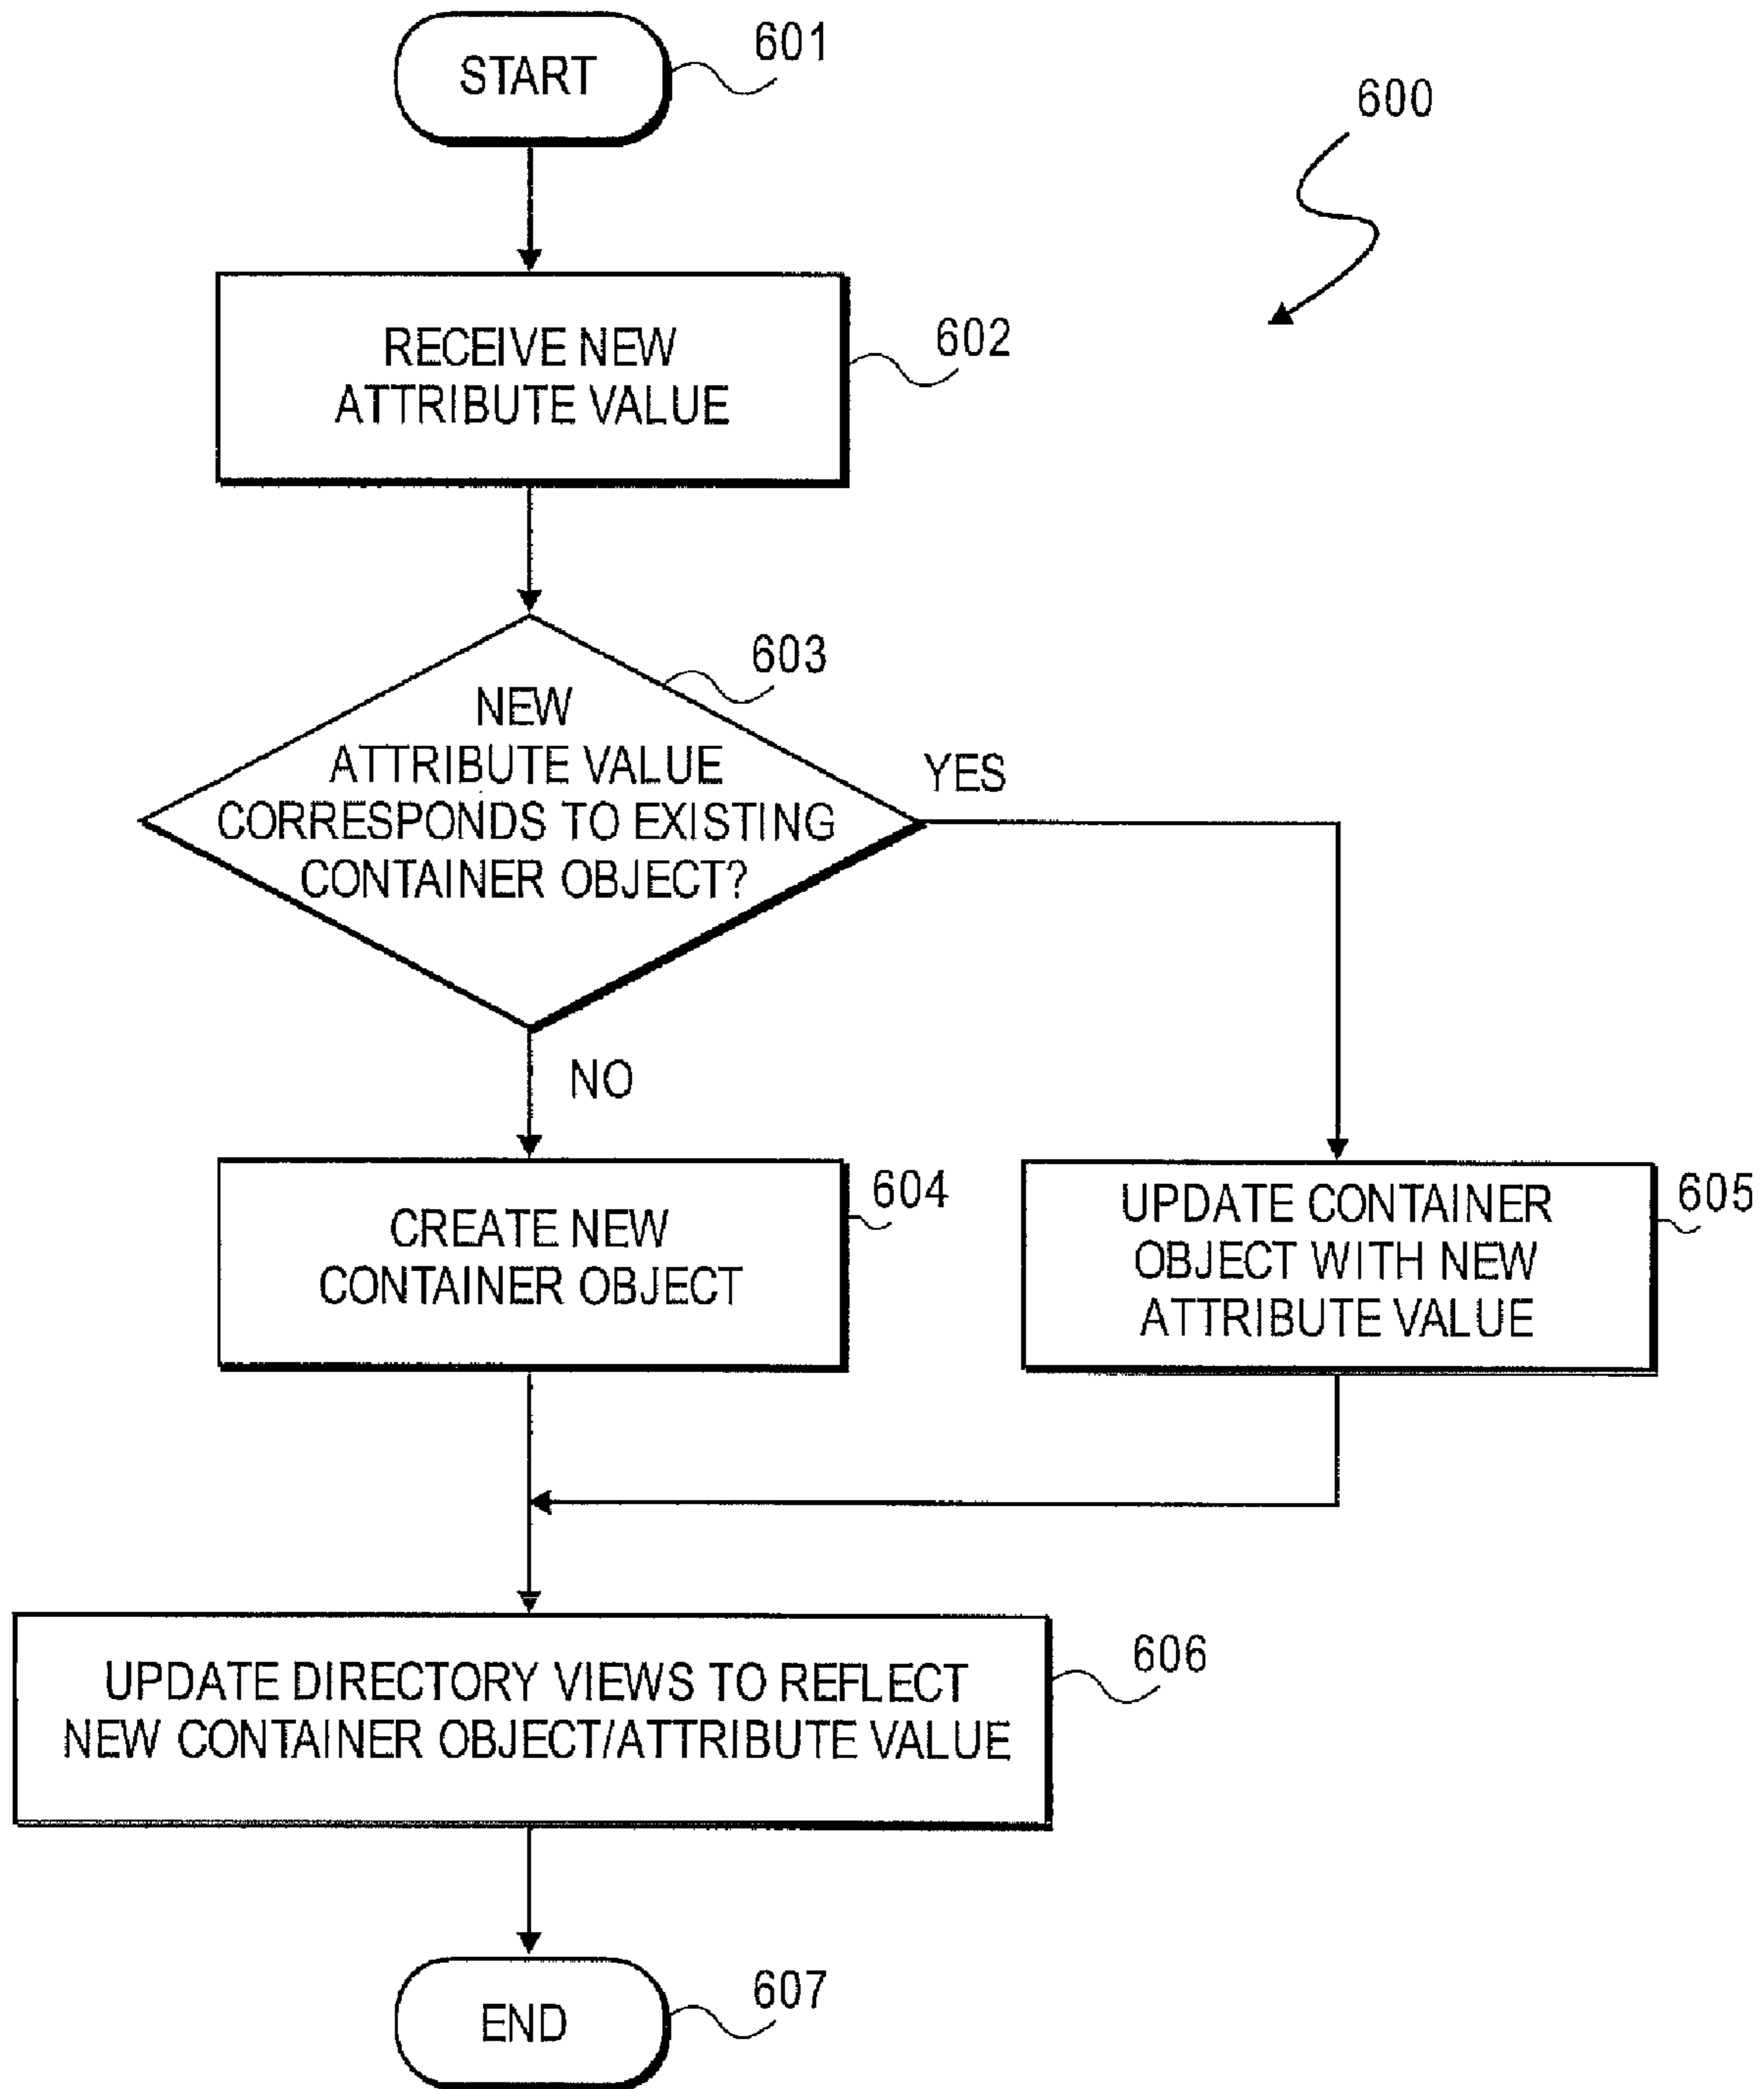 START
601
600
RECEIVE NEW
ATTRIBUTE VALUE
602
603
NEW
ATTRIBUTE VALUE
CORRESPONDS TO EXISTING
CONTAINER OBJECT?
YES
NO
CREATE NEW
CONTAINER OBJECT
604
UPDATE CONTAINER
OBJECT WITH NEW
ATTRIBUTE VALUE
605
UPDATE DIRECTORY VIEWS TO REFLECT
NEW CONTAINER OBJECT/ATTRIBUTE VALUE
606
END
607